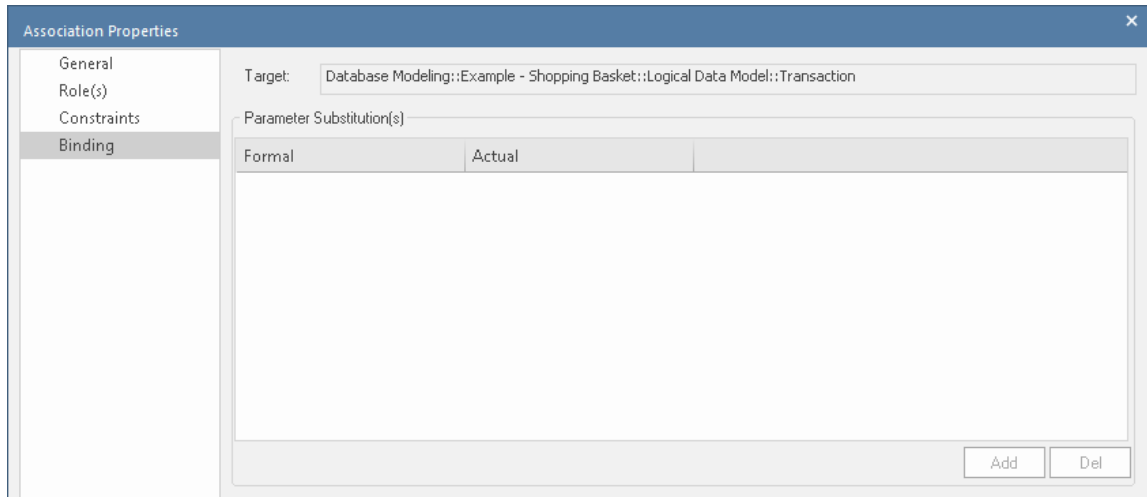 Association Properties
General
Role(s)
Constraints
Binding
Target: Database Modeling::Example - Shopping Basket::Logical Data Model::Transaction
Parameter Substitution(s)
Formal Actual
Add Del